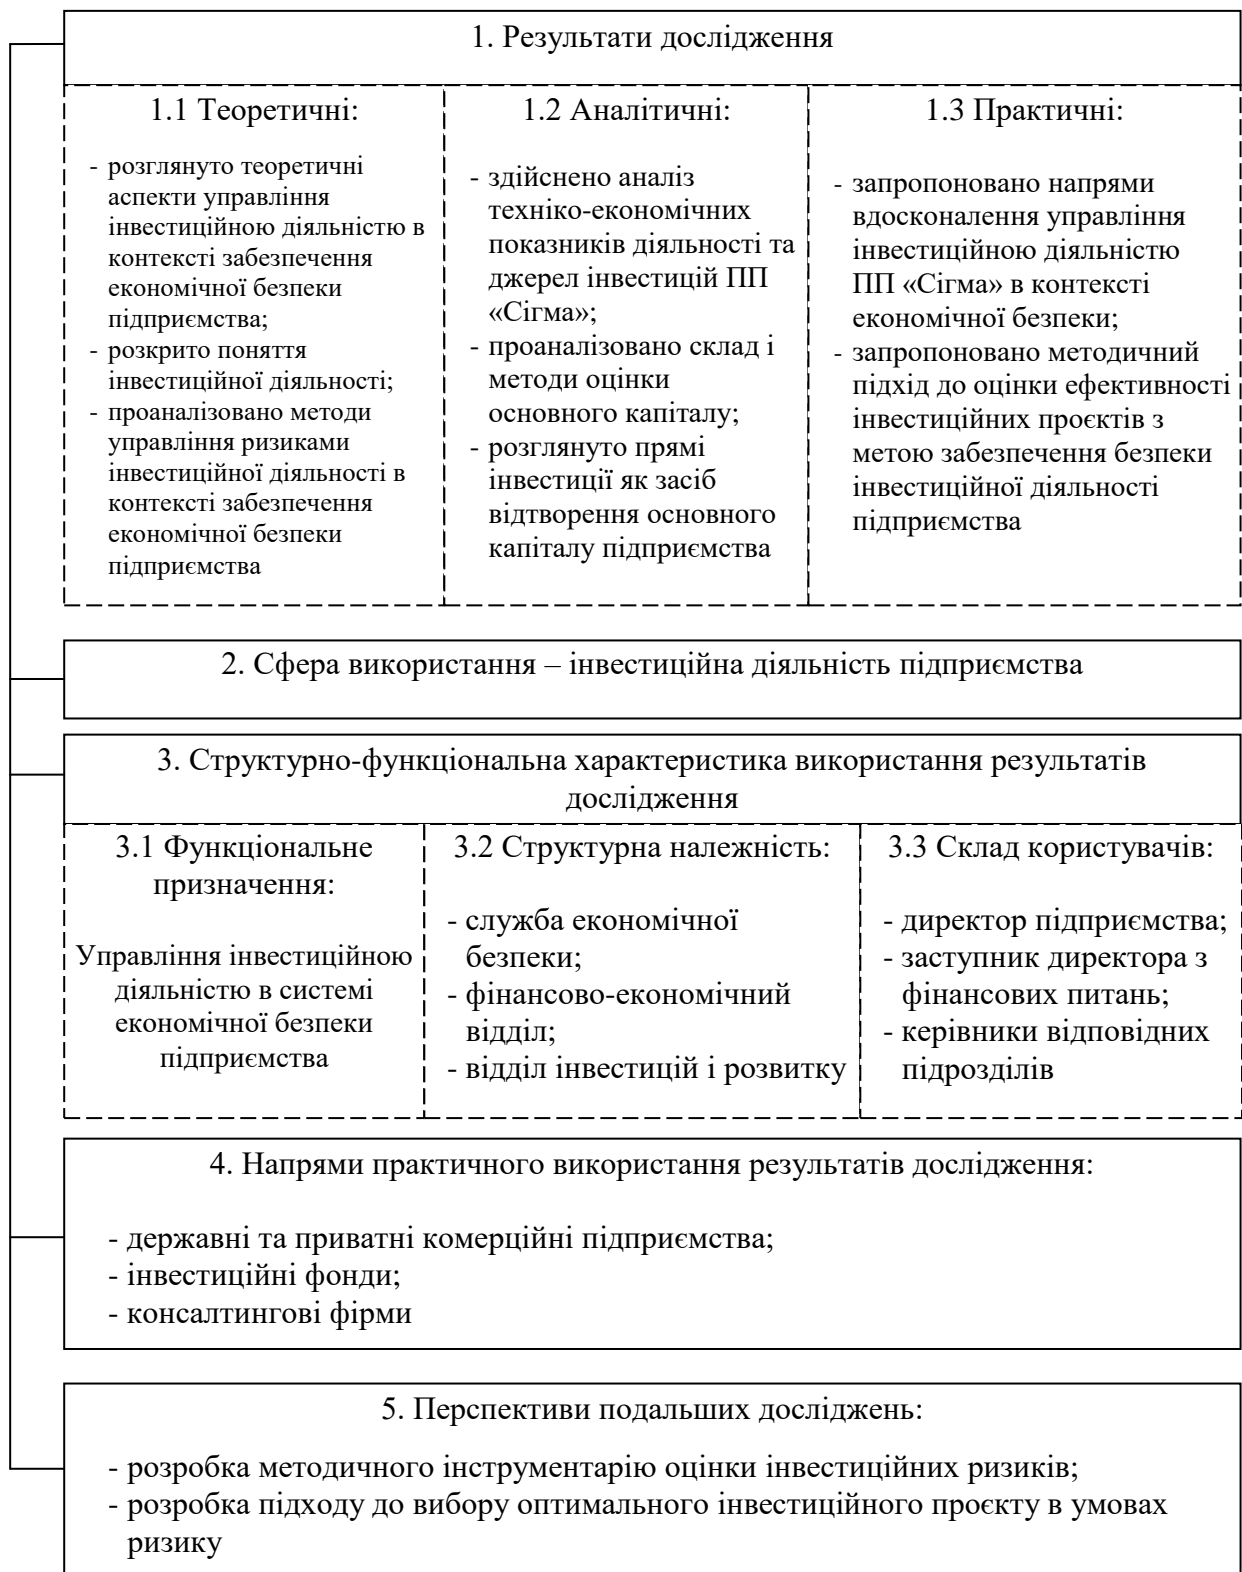 1. Результати дослідження
1.1 Теоретичні:
- розглянуто теоретичні
аспекти управління
інвестиційною діяльністю в
контексті забезпечення
економічної безпеки
підприємства;
- розкрито поняття
інвестиційної діяльності;
- проаналізовано методи
управління ризиками
інвестиційної діяльності в
контексті забезпечення
економічної безпеки
підприємства
1.2 Аналітичні:
- здійснено аналіз
техніко-економічних
показників діяльності та
джерел інвестицій ПП
«Сігма»;
- проаналізовано склад і
методи оцінки
основного капіталу;
- розглянуто прямі
інвестиції як засіб
відтворення основного
капіталу підприємства
1.3 Практичні:
- запропоновано напрями
вдосконалення управління
інвестиційною діяльністю
ПП «Сігма» в контексті
економічної безпеки;
- запропоновано методичний
підхід до оцінки ефективності
інвестиційних проєктів з
метою забезпечення безпеки
інвестиційної діяльності
підприємства
2. Сфера використання – інвестиційна діяльність підприємства
3. Структурно-функціональна характеристика використання результатів
дослідження
3.1 Функціональне
призначення:
Управління інвестиційною
діяльністю в системі
економічної безпеки
підприємства
3.2 Структурна належність:
- служба економічної
безпеки;
- фінансово-економічний
відділ;
- відділ інвестицій і розвитку
3.3 Склад користувачів:
- директор підприємства;
- заступник директора з
фінансових питань;
- керівники відповідних
підрозділів
4. Напрями практичного використання результатів дослідження:
- державні та приватні комерційні підприємства;
- інвестиційні фонди;
- консалтингові фірми
5. Перспективи подальших досліджень:
- розробка методичного інструментарію оцінки інвестиційних ризиків;
- розробка підходу до вибору оптимального інвестиційного проєкту в умовах
ризику